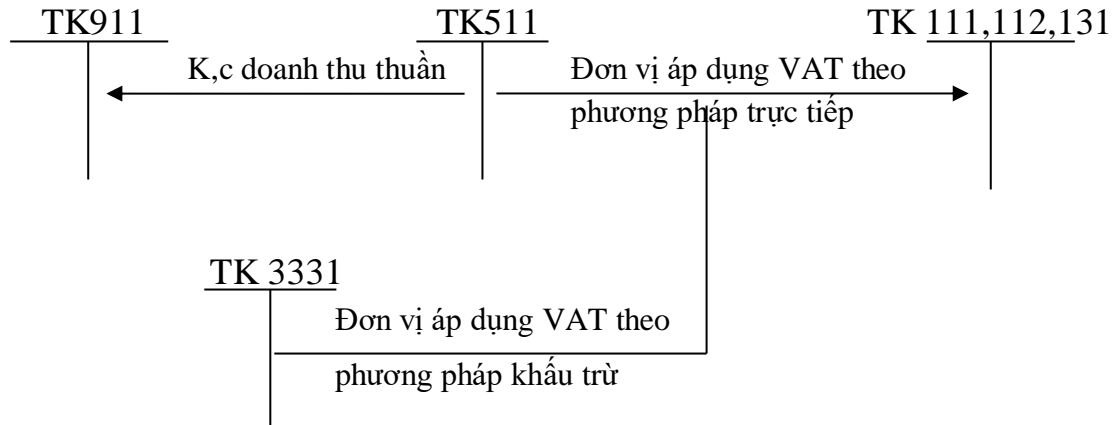 TK911 TK511 TK 111,112,131
K,c doanh thu thuần Đơn vị áp dụng VAT theo
phương pháp trực tiếp
TK 3331
Đơn vị áp dụng VAT theo
phương pháp khấu trừ